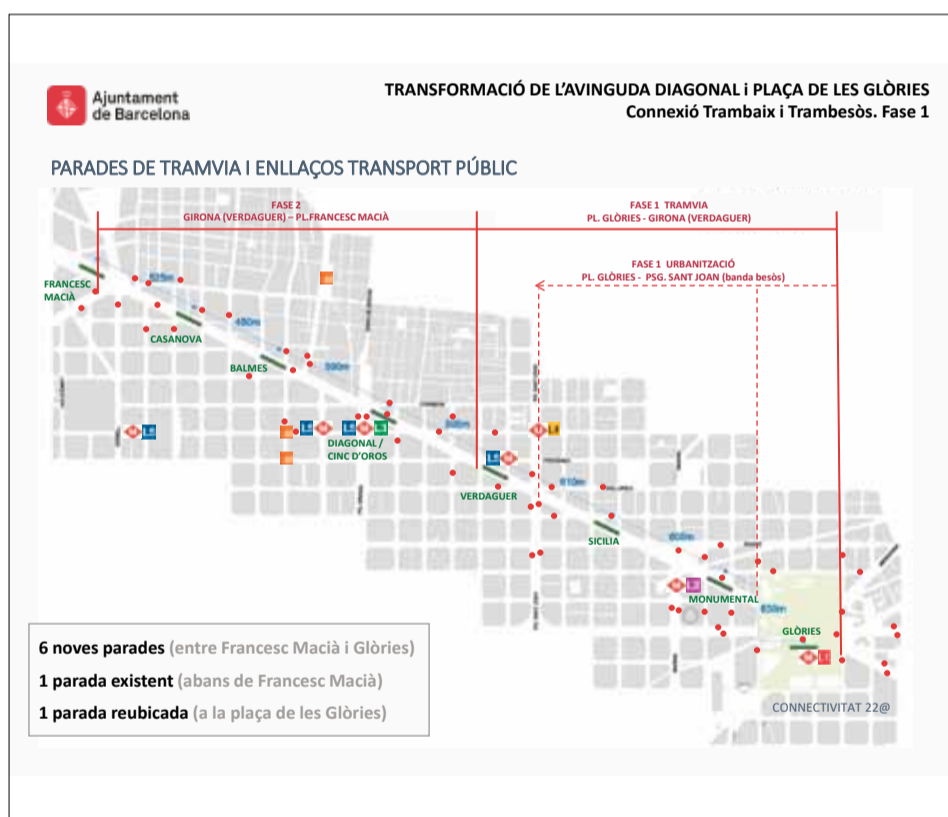 Ajuntament
de Barcelona
TRANSFORMACIÓ DE L'AVINGUDA DIAGONAL i PLAÇA DE LES GLÒRIES
Connexió Trambaix i Trambesòs. Fase 1
PARADES DE TRAMVIA I ENLLAÇOS TRANSPORT PÚBLIC
FASE 2
GIRONA (VERDAGUER) – PL.FRANCESC MACIÀ
FASE 1 TRAMVIA
PL. GLÒRIES - GIRONA (VERDAGUER)
FASE 1 URBANITZACIÓ
PL. GLÒRIES - PSG. SANT JOAN (banda besòs)
FRANCESC
MACIÀ
CASANOVA
BALMES
DIAGONAL /
CINC D'OROS
VERDAGUER
SICILIA
MONUMENTAL
GLÒRIES
CONNECTIVITAT 22@
6 noves parades (entre Francesc Macià i Glòries)
1 parada existent (abans de Francesc Macià)
1 parada reubicada (a la plaça de les Glòries)